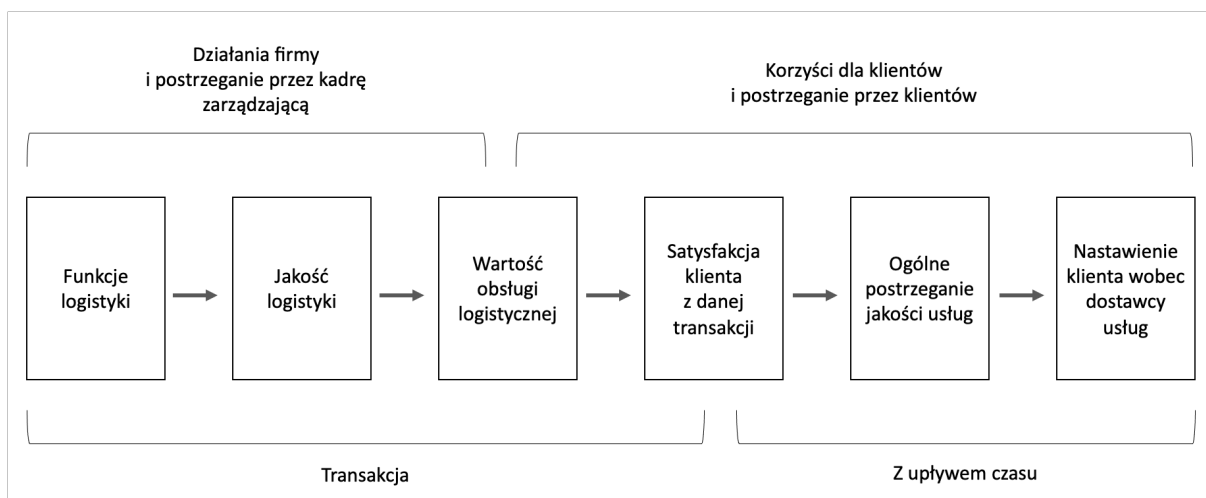 Działania firmy
i postrzeganie przez kadrę
zarządzającą
Korzyści dla klientów
i postrzeganie przez klientów
Funkcje
logistyki
Jakość
logistyki
Wartość
obsługi
logistycznej
Satysfakcja
klienta
z danej
transakcji
Ogólne
postrzeganie
jakości usług
Nastawienie
klienta wobec
dostawcy
usług
Transakcja
Z upływem czasu